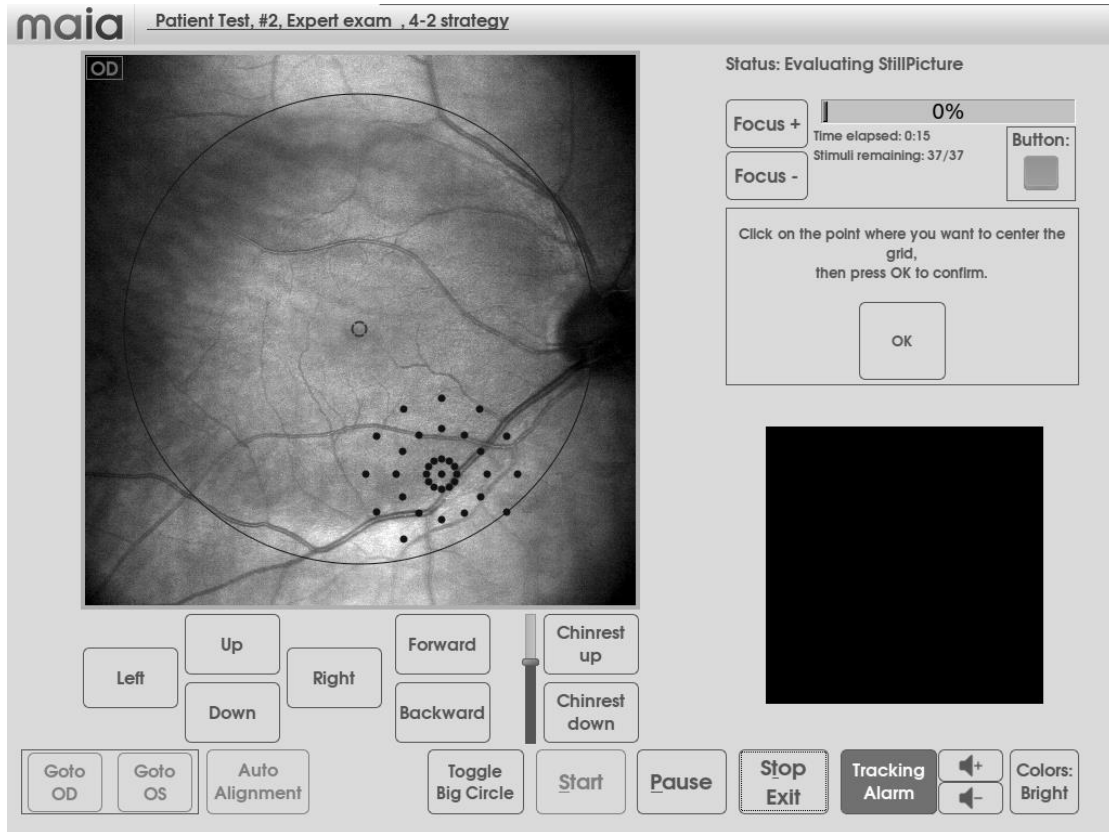 maia
Patient Test, #2, Expert exam , 4-2 strategy
OD
Status: Evaluating StillPicture
Focus +
0%
Time elapsed: 0:15
Stimuli remaining: 37/37
Button:
Focus -
Click on the point where you want to center the
grid,
then press OK to confirm.
OK
Left
Up
Down
Right
Forward
Backward
Chinrest
up
Chinrest
down
Goto
OD
Goto
OS
Auto
Alignment
Toggle
Big Circle
Start
Pause
Stop
Exit
Tracking
Alarm
+
-
Colors:
Bright